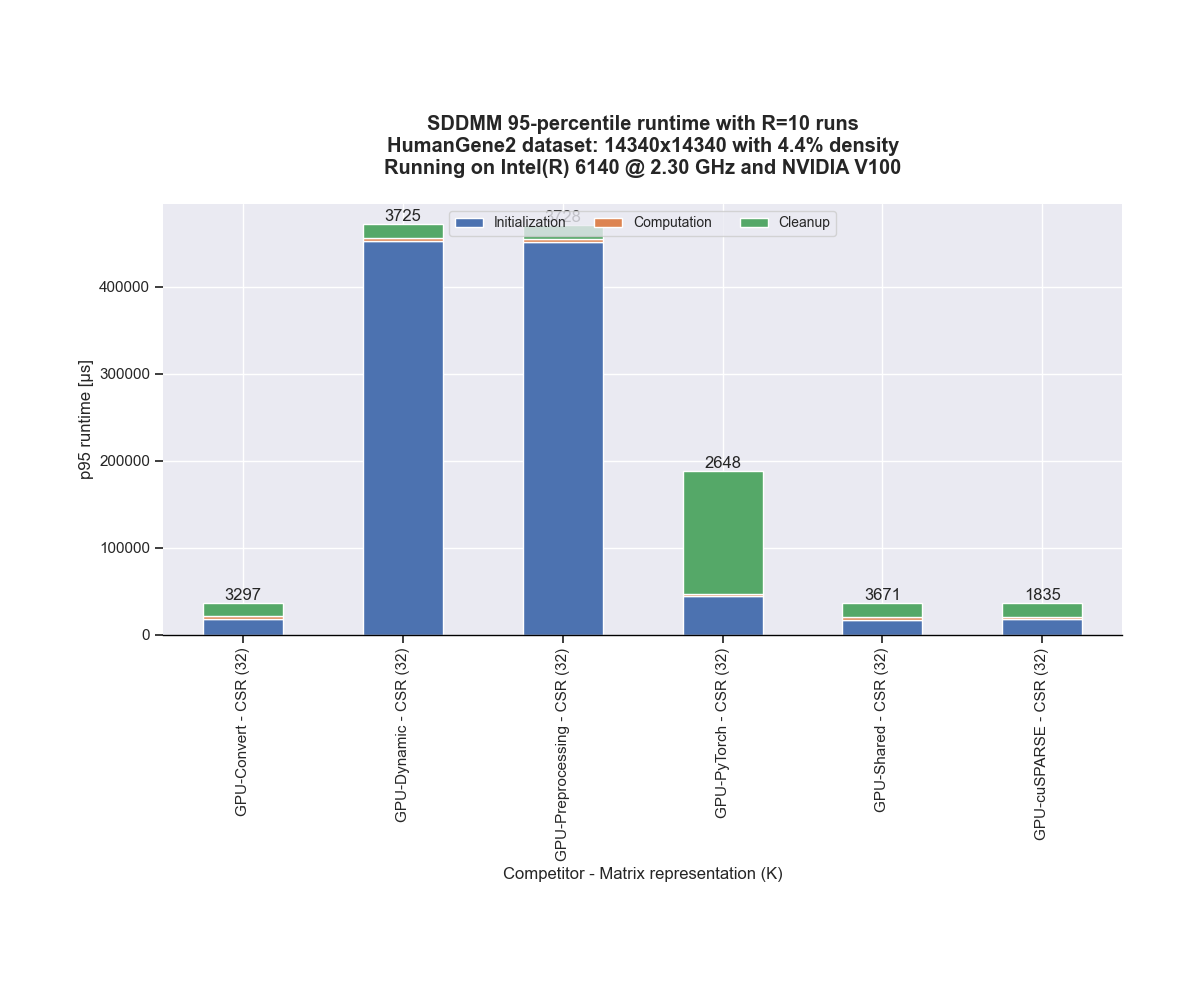 SDDMM 95-percentile runtime with R=10 runs
HumanGene2 dataset: 14340x14340 with 4.4% density
Running on Intel(R) 6140 @ 2.30 GHz and NVIDIA V100
Initialization Computation Cleanup
3725
3728
2648
3297
3671
1835
400000
300000
200000
100000
0
p95 runtime [µs]
GPU-Convert - CSR (32)
GPU-Dynamic - CSR (32)
GPU-Preprocessing - CSR (32)
GPU-PyTorch - CSR (32)
GPU-Shared - CSR (32)
GPU-cuSPARSE - CSR (32)
Competitor - Matrix representation (K)